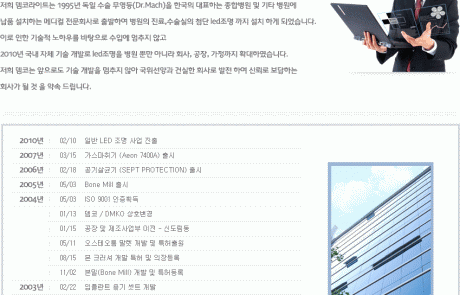 저희 뎀코라이트는 1995년 독일 수술 무영등(Dr.Mach)을 한국의 대표하는 종합병원 및 기타 병원에
납품 설치하는 메디컬 전문회사로 출발하여 병원의 진료,수술실의 첨단 led조명 까지 설치 하게 되었습니다.
이로 인한 기술적 노하우를 바탕으로 수입에 멈추지 않고
2010년 국내 자체 기술 개발로 led조명을 병원 뿐만 아니라 회사, 공장, 가정까지 확대하였습니다.
저희 뎀코는 앞으로도 기술 개발을 멈추지 않아 국위선양과 건실한 회사로 발전 하여 신뢰로 보답하는
회사가 될 것 을 약속 드립니다.
2010년 : 02/10 일반 LED 조명 사업 진출
2007년 : 03/15 가스마취기 (Aeon 7400A) 출시
2006년 : 02/18 공기살균기 (SEPT PROTECTION) 출시
2005년 : 05/03 Bone Mill 출시
2004년 : 05/03 ISO 9001 인증획득
: 01/13 뎀코 / DMKO 상호변경
: 01/15 공장 및 제조사업부 이전 - 신도림동
: 05/11 오스테오톰 말렛 개발 및 특허출원
: 08/15 본 크러셔 개발 특허 및 의장등록
: 11/02 본밀(Bone Mill) 개발 및 특허등록
2003년 : 02/22 임플란트 용기 셋트 개발